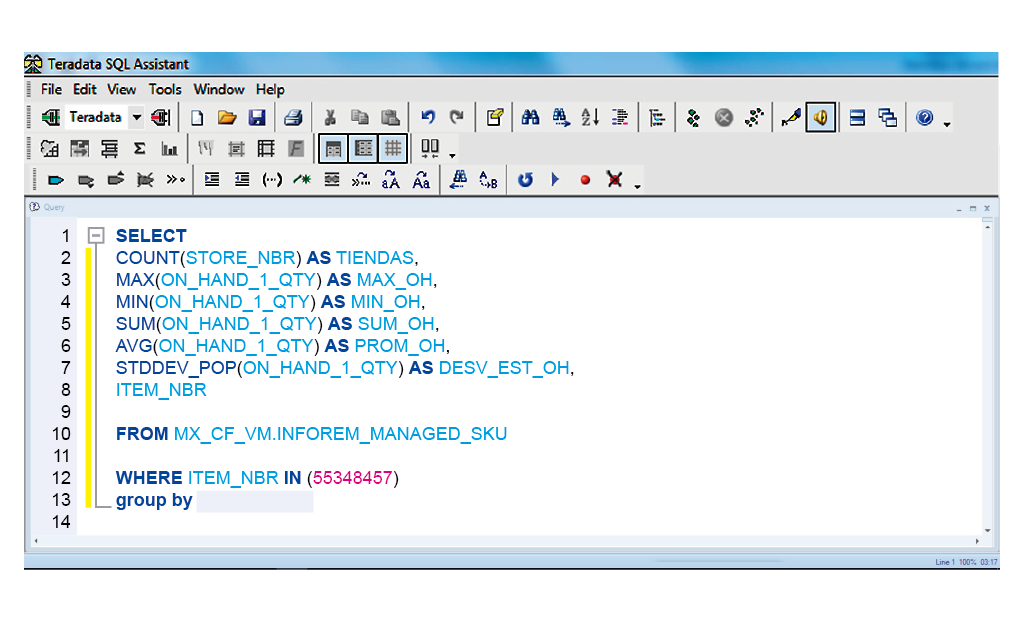 Teradata SQL Assistant
File Edit View Tools Window Help
Teradata
Query
1 SELECT
2 COUNT(STORE_NBR) AS TIENDAS,
3 MAX(ON_HAND_1_QTY) AS MAX_OH,
4 MIN(ON_HAND_1_QTY) AS MIN_OH,
5 SUM(ON_HAND_1_QTY) AS SUM_OH,
6 AVG(ON_HAND_1_QTY) AS PROM_OH,
7 STDDEV_POP(ON_HAND_1_QTY) AS DESV_EST_OH,
8 ITEM_NBR
9
10 FROM MX_CF_VM.INFOREM_MANAGED_SKU
11
12 WHERE ITEM_NBR IN (55348457)
13 group by
14
Line 1 100% 03:17